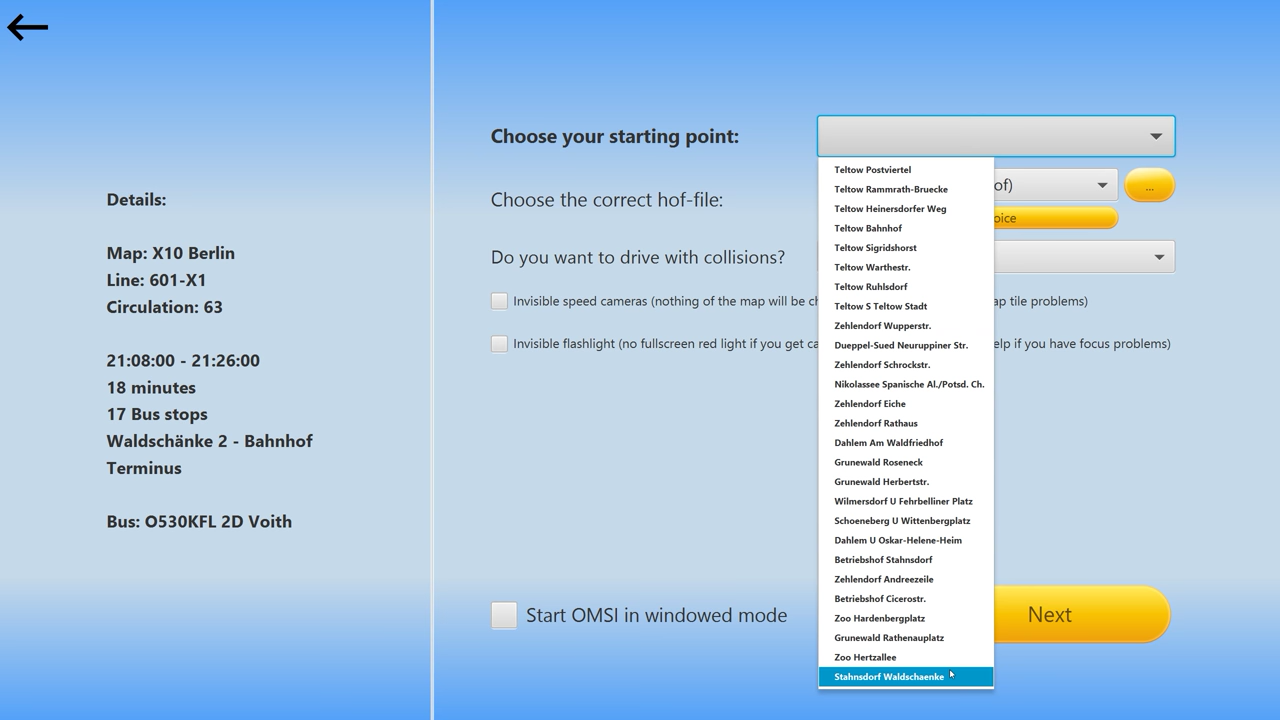 Details:
Map: X10 Berlin
Line: 601-X1
Circulation: 63
21:08:00 - 21:26:00
18 minutes
17 Bus stops
Waldschänke 2 - Bahnhof
Terminus
Bus: O530KFL 2D Voith
Choose your starting point:
Choose the correct hof-file:
of)
...
oice
Do you want to drive with collisions?
Invisible speed cameras (nothing of the map will be ch
ap tile problems)
Invisible flashlight (no fullscreen red light if you get ca
elp if you have focus problems)
Teltow Postviertel
Teltow Rammrath-Bruecke
Teltow Heinersdorfer Weg
Teltow Bahnhof
Teltow Sigridshorst
Teltow Warthestr.
Teltow Ruhlsdorf
Teltow S Teltow Stadt
Zehlendorf Wupperstr.
Dueppel-Sued Neuruppiner Str.
Zehlendorf Schrockstr.
Nikolassee Spanische Al./Potsd. Ch.
Zehlendorf Eiche
Zehlendorf Rathaus
Dahlem Am Waldfriedhof
Grunewald Roseneck
Grunewald Herbertstr.
Wilmersdorf U Fehrbelliner Platz
Schoeneberg U Wittenbergplatz
Dahlem U Oskar-Helene-Heim
Betriebshof Stahnsdorf
Zehlendorf Andreezeile
Betriebshof Cicerostr.
Zoo Hardenbergplatz
Grunewald Rathenauplatz
Zoo Hertzallee
Stahnsdorf Waldschaenke
Start OMSI in windowed mode
Next